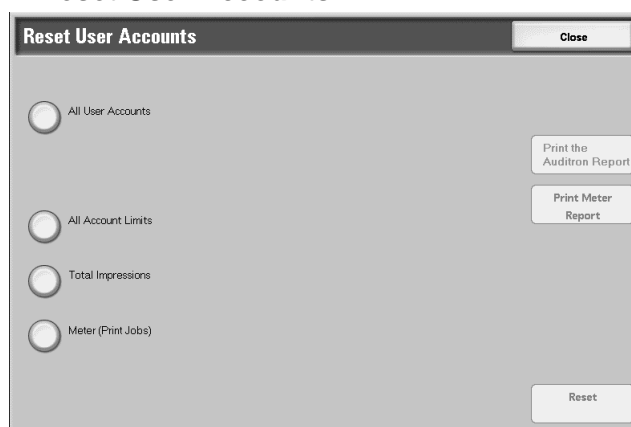 Reset User Accounts
Close
All User Accounts
Print the
Auditron Report
Print Meter
Report
All Account Limits
Total Impressions
Meter (Print Jobs)
Reset